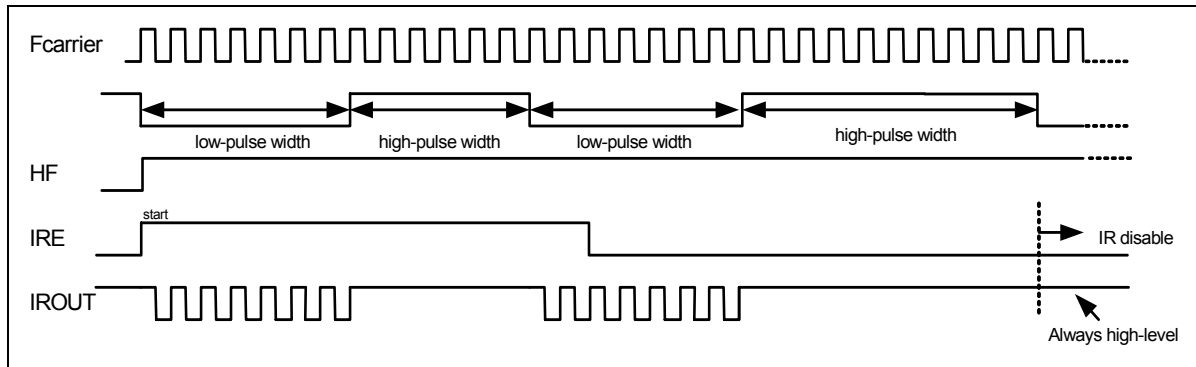 Fcarrier
low-pulse width
high-pulse width
low-pulse width
high-pulse width
HF
start
IRE
IR disable
IROUT
Always high-level